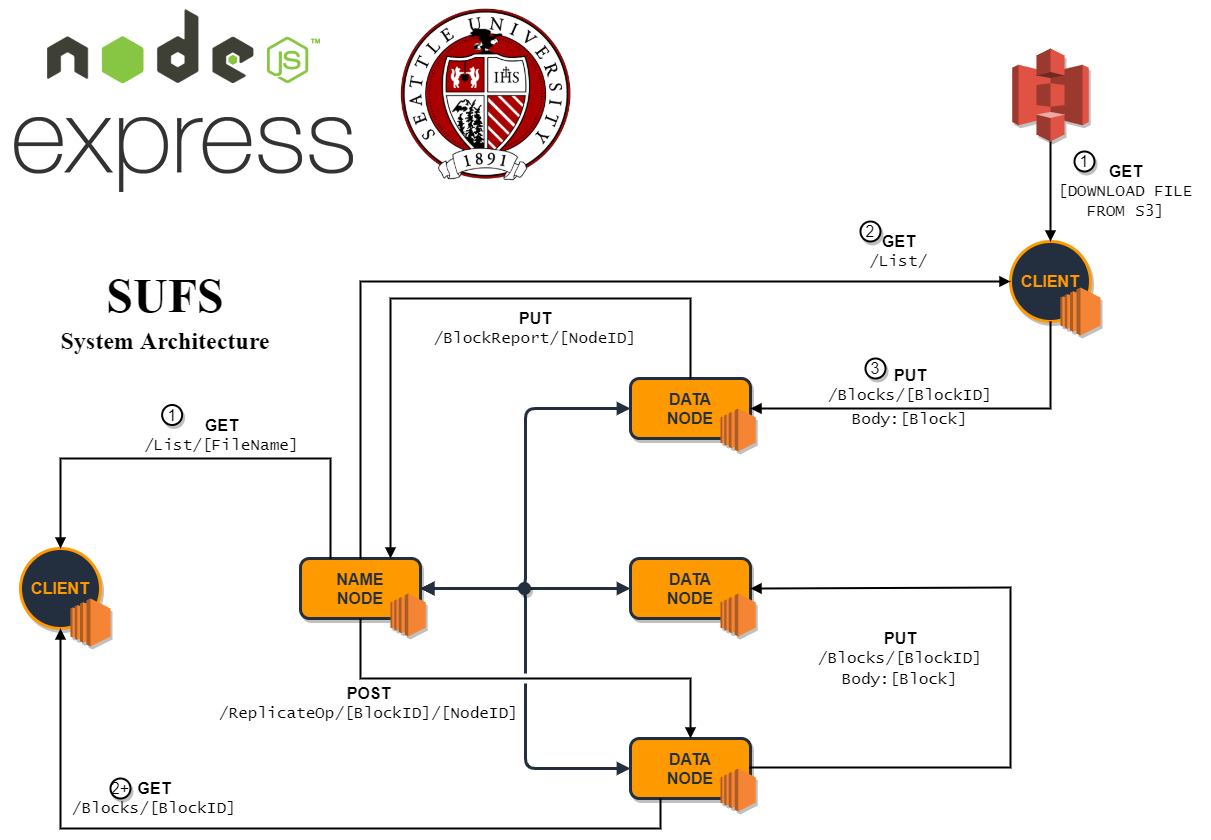 node JS ™
express
SEATTLE UNIVERSITY
IHS
1891
1
GET
[DOWNLOAD FILE
FROM S3]
2
GET
/List/
CLIENT
SUFS
System Architecture
PUT
/BlockReport/[NodeID]
3
PUT
/Blocks/[BlockID]
Body:[Block]
DATA
NODE
1
GET
/List/[FileName]
CLIENT
NAME
NODE
DATA
NODE
PUT
/Blocks/[BlockID]
Body:[Block]
POST
/ReplicateOp/[BlockID]/[NodeID]
DATA
NODE
2+ GET
/Blocks/[BlockID]